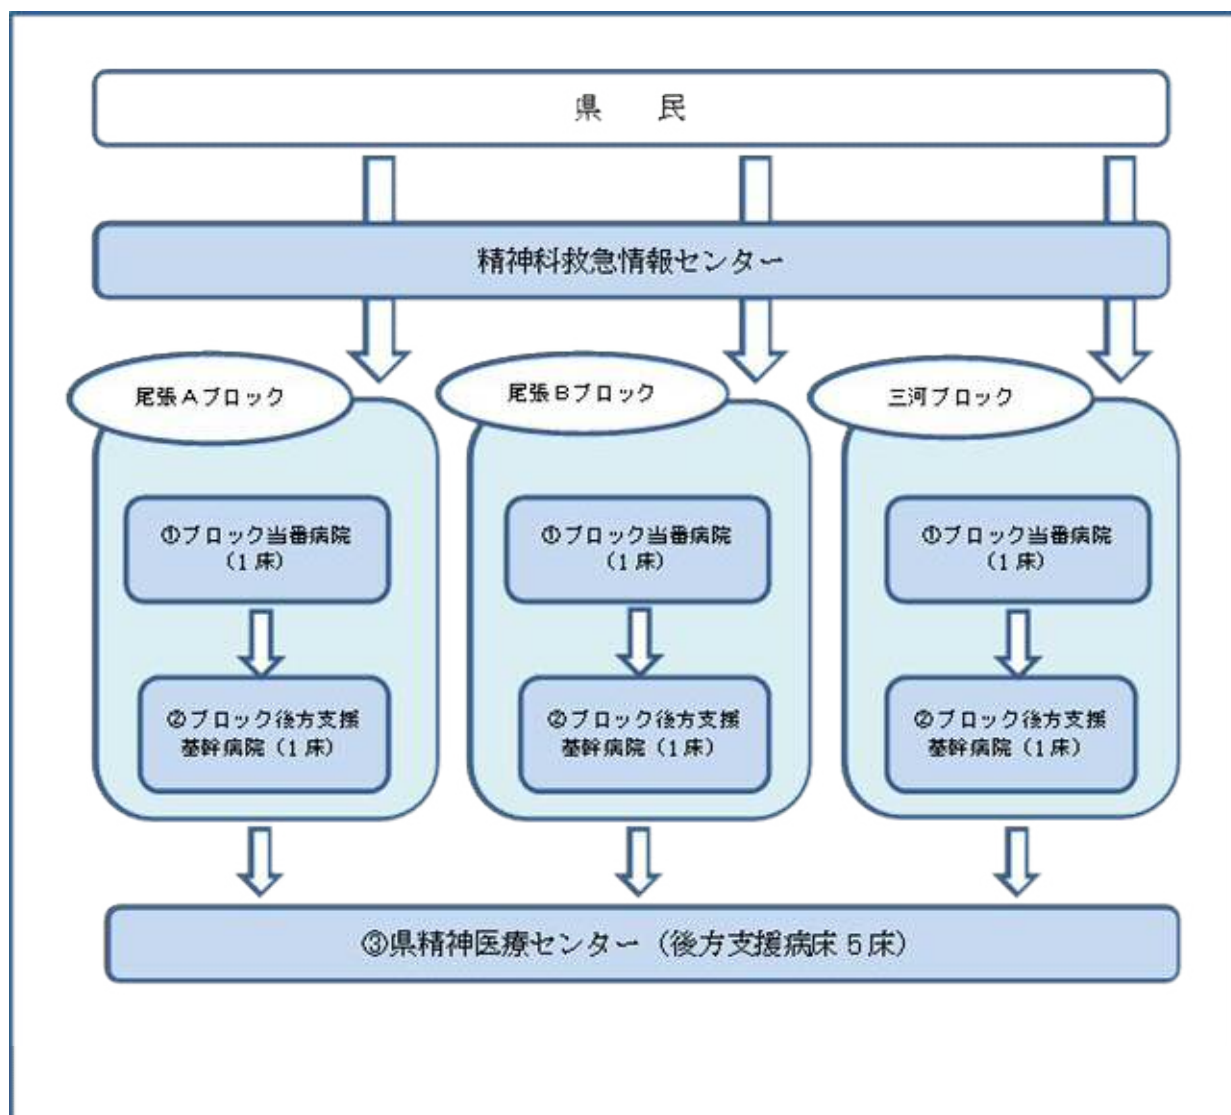 県　　民
精神科救急情報センター
尾張Aブロック
①ブロック当番病院
（1床）
②ブロック後方支援
基幹病院（1床）
尾張Bブロック
①ブロック当番病院
（1床）
②ブロック後方支援
基幹病院（1床）
三河ブロック
①ブロック当番病院
（1床）
②ブロック後方支援
基幹病院（1床）
③県精神医療センター（後方支援病床5床）